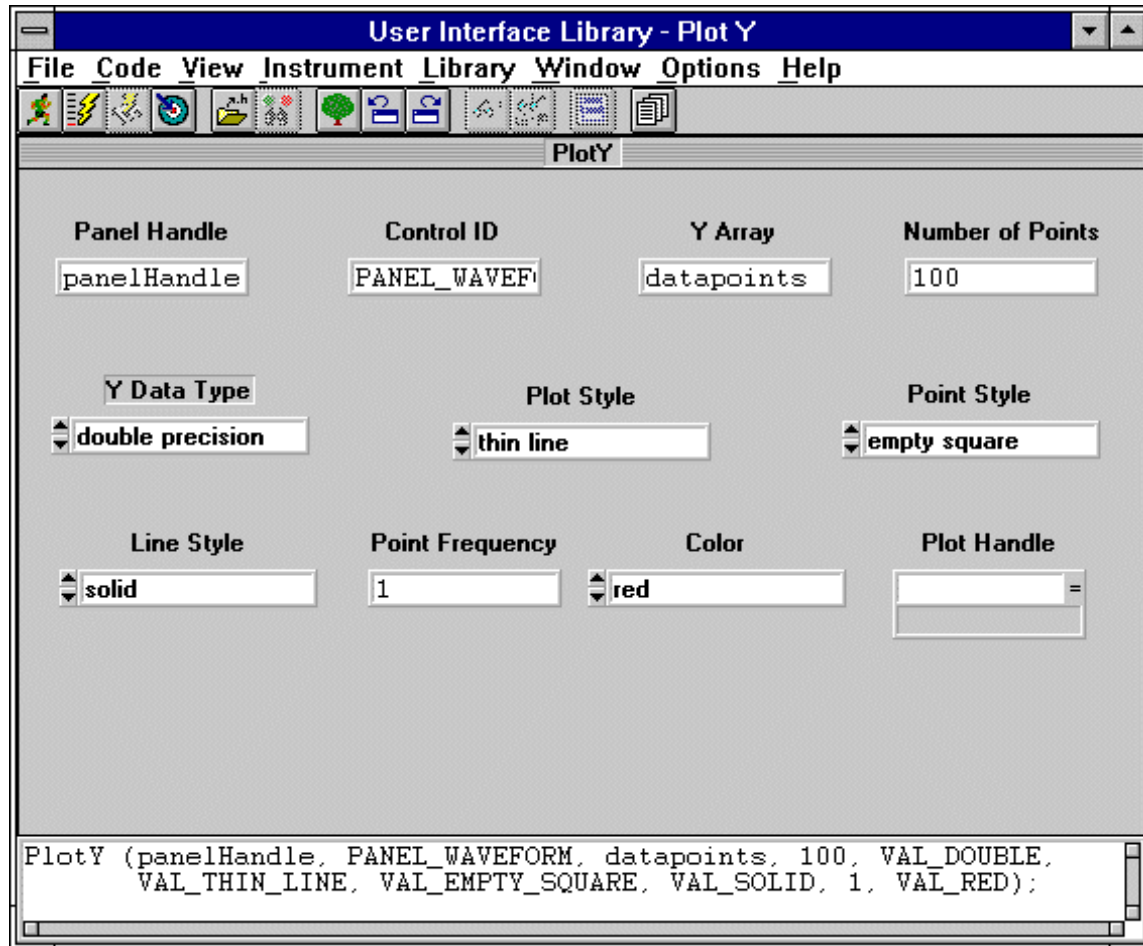 User Interface Library - Plot Y
File Code View Instrument Library Window Options Help
PlotY
Panel Handle Control ID Y Array Number of Points
panelHandle PANEL_WAVEF datapoints 100
Y Data Type Plot Style Point Style
double precision thin line empty square
Line Style Point Frequency Color Plot Handle
solid 1 red =
PlotY (panelHandle, PANEL_WAVEFORM, datapoints, 100, VAL_DOUBLE,
VAL_THIN_LINE, VAL_EMPTY_SQUARE, VAL_SOLID, 1, VAL_RED);